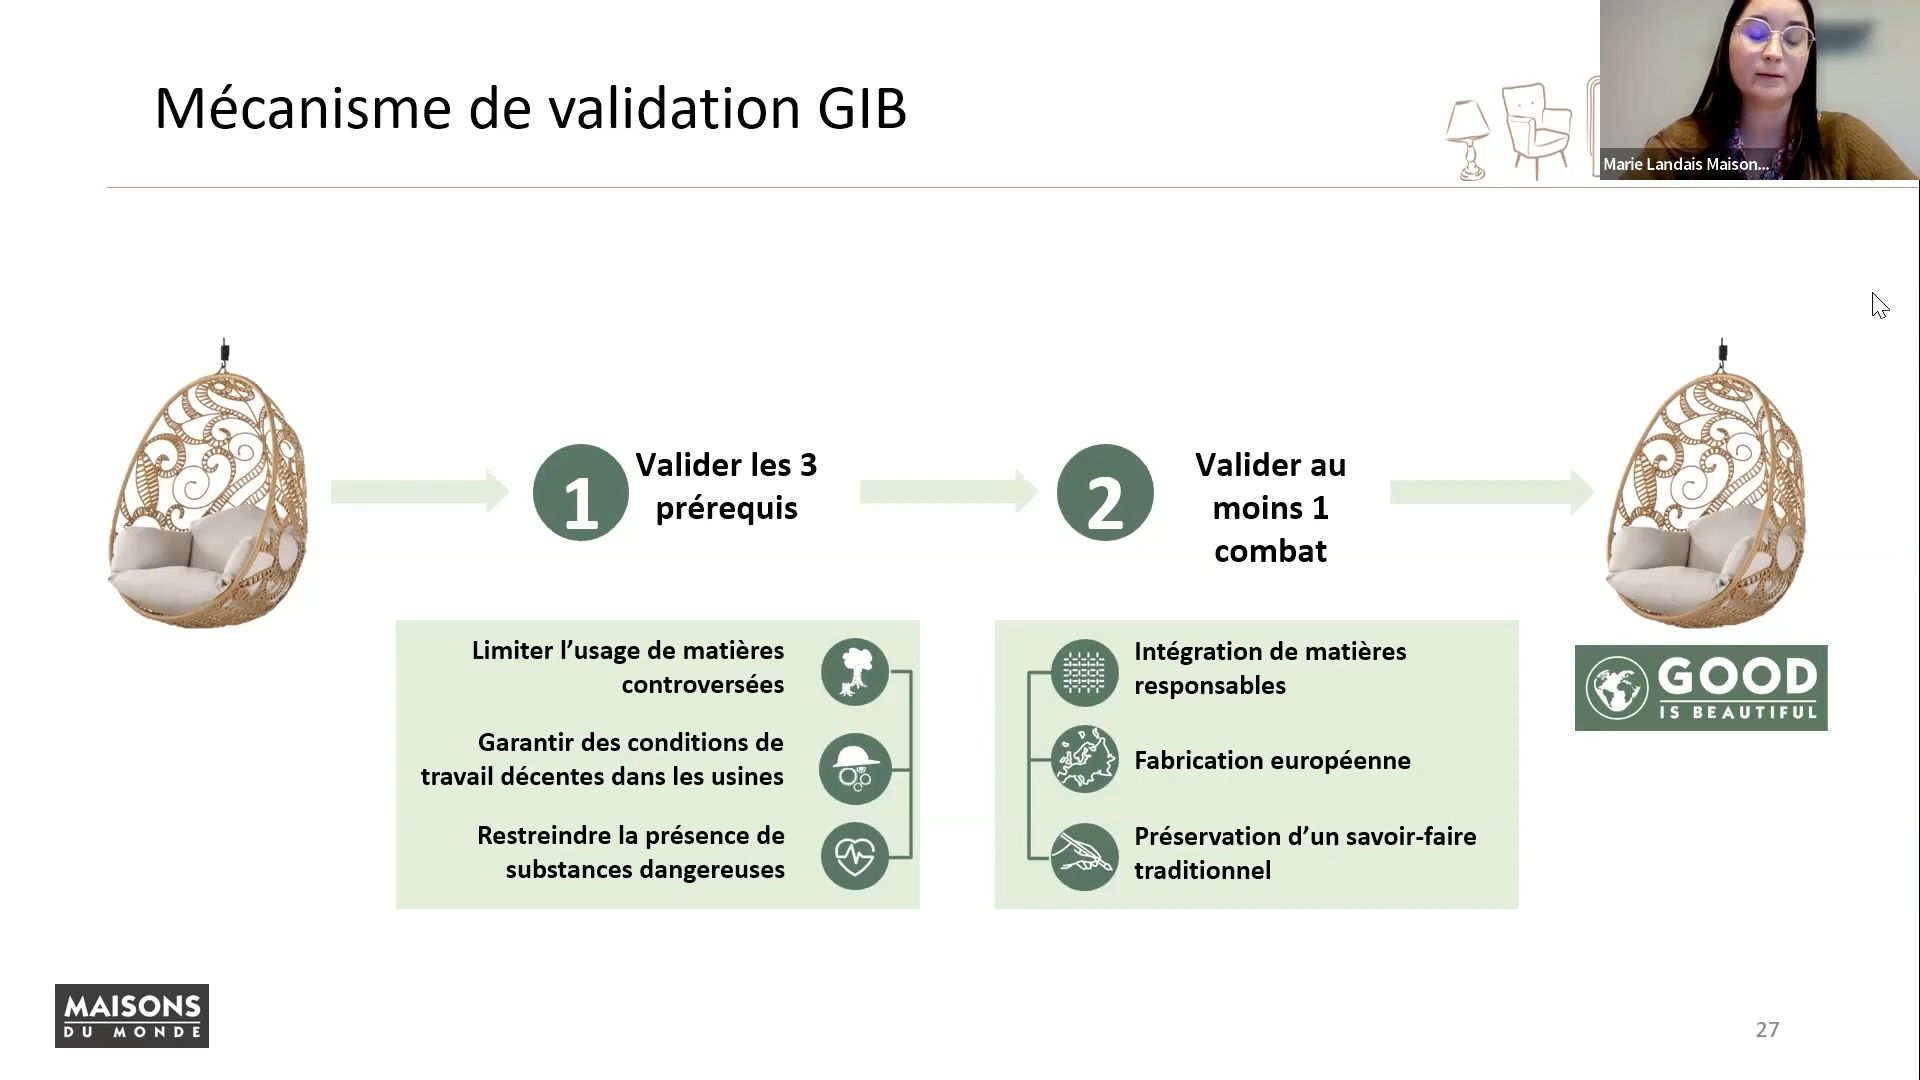 Mécanisme de validation GIB
Marie Landais Maison...
1
Valider les 3
prérequis
2
Valider au
moins 1
combat
Limiter l’usage de matières
controversées
Garantir des conditions de
travail décentes dans les usines
Restreindre la présence de
substances dangereuses
Intégration de matières
responsables
Fabrication européenne
Préservation d’un savoir-faire
traditionnel
GOOD
IS BEAUTIFUL
MAISONS
DU MONDE
27